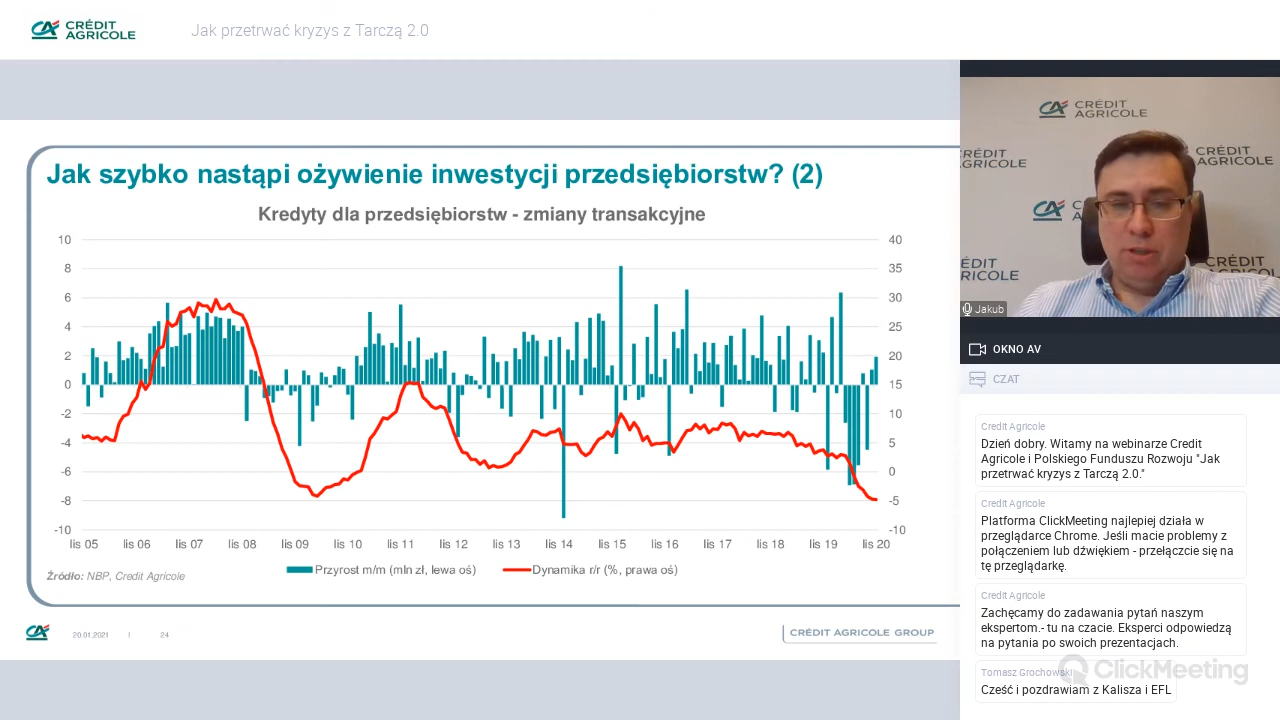 CRÉDIT AGRICOLE
Jak przetrwać kryzys z Tarczą 2.0
Jak szybko nastąpi ożywienie inwestycji przedsiębiorstw? (2)
Kredyty dla przedsiębiorstw - zmiany transakcyjne
10 40
8 35
6 30
4 25
2 20
0 15
-2 10
-4 5
-6 0
-8 -5
-10 -10
lis 05 lis 06 lis 07 lis 08 lis 09 lis 10 lis 11 lis 12 lis 13 lis 14 lis 15 lis 16 lis 17 lis 18 lis 19 lis 20
Przyrost m/m (mln zł, lewa oś) Dynamika r/r (%, prawa oś)
Źródło: NBP, Credit Agricole
20.01.2021 | 24
CRÉDIT AGRICOLE GROUP
CRÉDIT
AGRICOLE
CRÉDIT
AGRICOLE
CRÉDIT
AGRICOLE
CRÉDIT
AGRICOLE
CRÉDIT
AGRICOLE
Jakub
OKNO AV
CZAT
Credit Agricole
Dzień dobry. Witamy na webinarze Credit
Agricole i Polskiego Funduszu Rozwoju "Jak
przetrwać kryzys z Tarczą 2.0."
Credit Agricole
Platforma ClickMeeting najlepiej działa w
przeglądarce Chrome. Jeśli macie problemy z
połączeniem lub dźwiękiem - przełączcie się na
tę przeglądarkę.
Credit Agricole
Zachęcamy do zadawania pytań naszym
ekspertom.- tu na czacie. Eksperci odpowiedzą
na pytania po swoich prezentacjach.
Tomasz Grochowski
Cześć i pozdrawiam z Kalisza i EFL
ClickMeeting